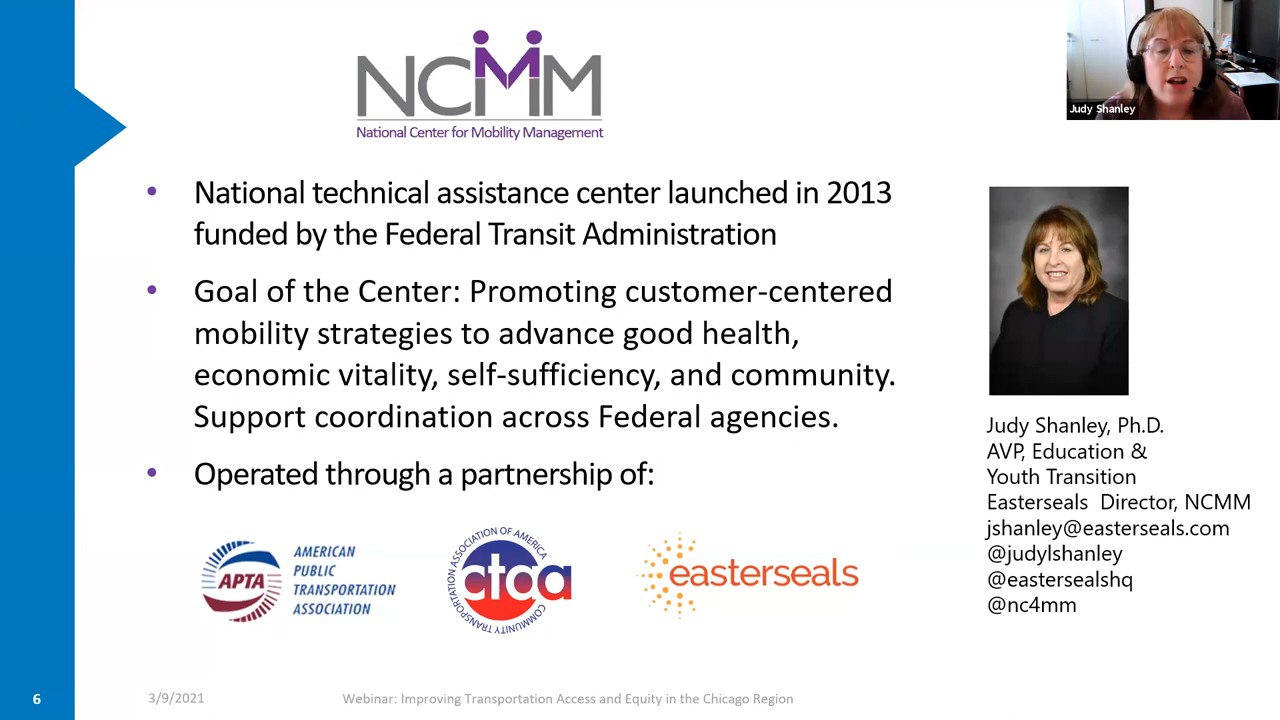 NCMM
National Center for Mobility Management
Judy Shanley
• National technical assistance center launched in 2013
funded by the Federal Transit Administration
• Goal of the Center: Promoting customer-centered
mobility strategies to advance good health,
economic vitality, self-sufficiency, and community.
Support coordination across Federal agencies.
• Operated through a partnership of:
APTA
AMERICAN
PUBLIC
TRANSPORTATION
ASSOCIATION
COMMUNITY TRANSPORTATION ASSOCIATION OF AMERICA
ctaa
easterseals
Judy Shanley, Ph.D.
AVP, Education &
Youth Transition
Easterseals  Director, NCMM
jshanley@easterseals.com
@judylshanley
@eastersealshq
@nc4mm
6
3/9/2021
Webinar: Improving Transportation Access and Equity in the Chicago Region